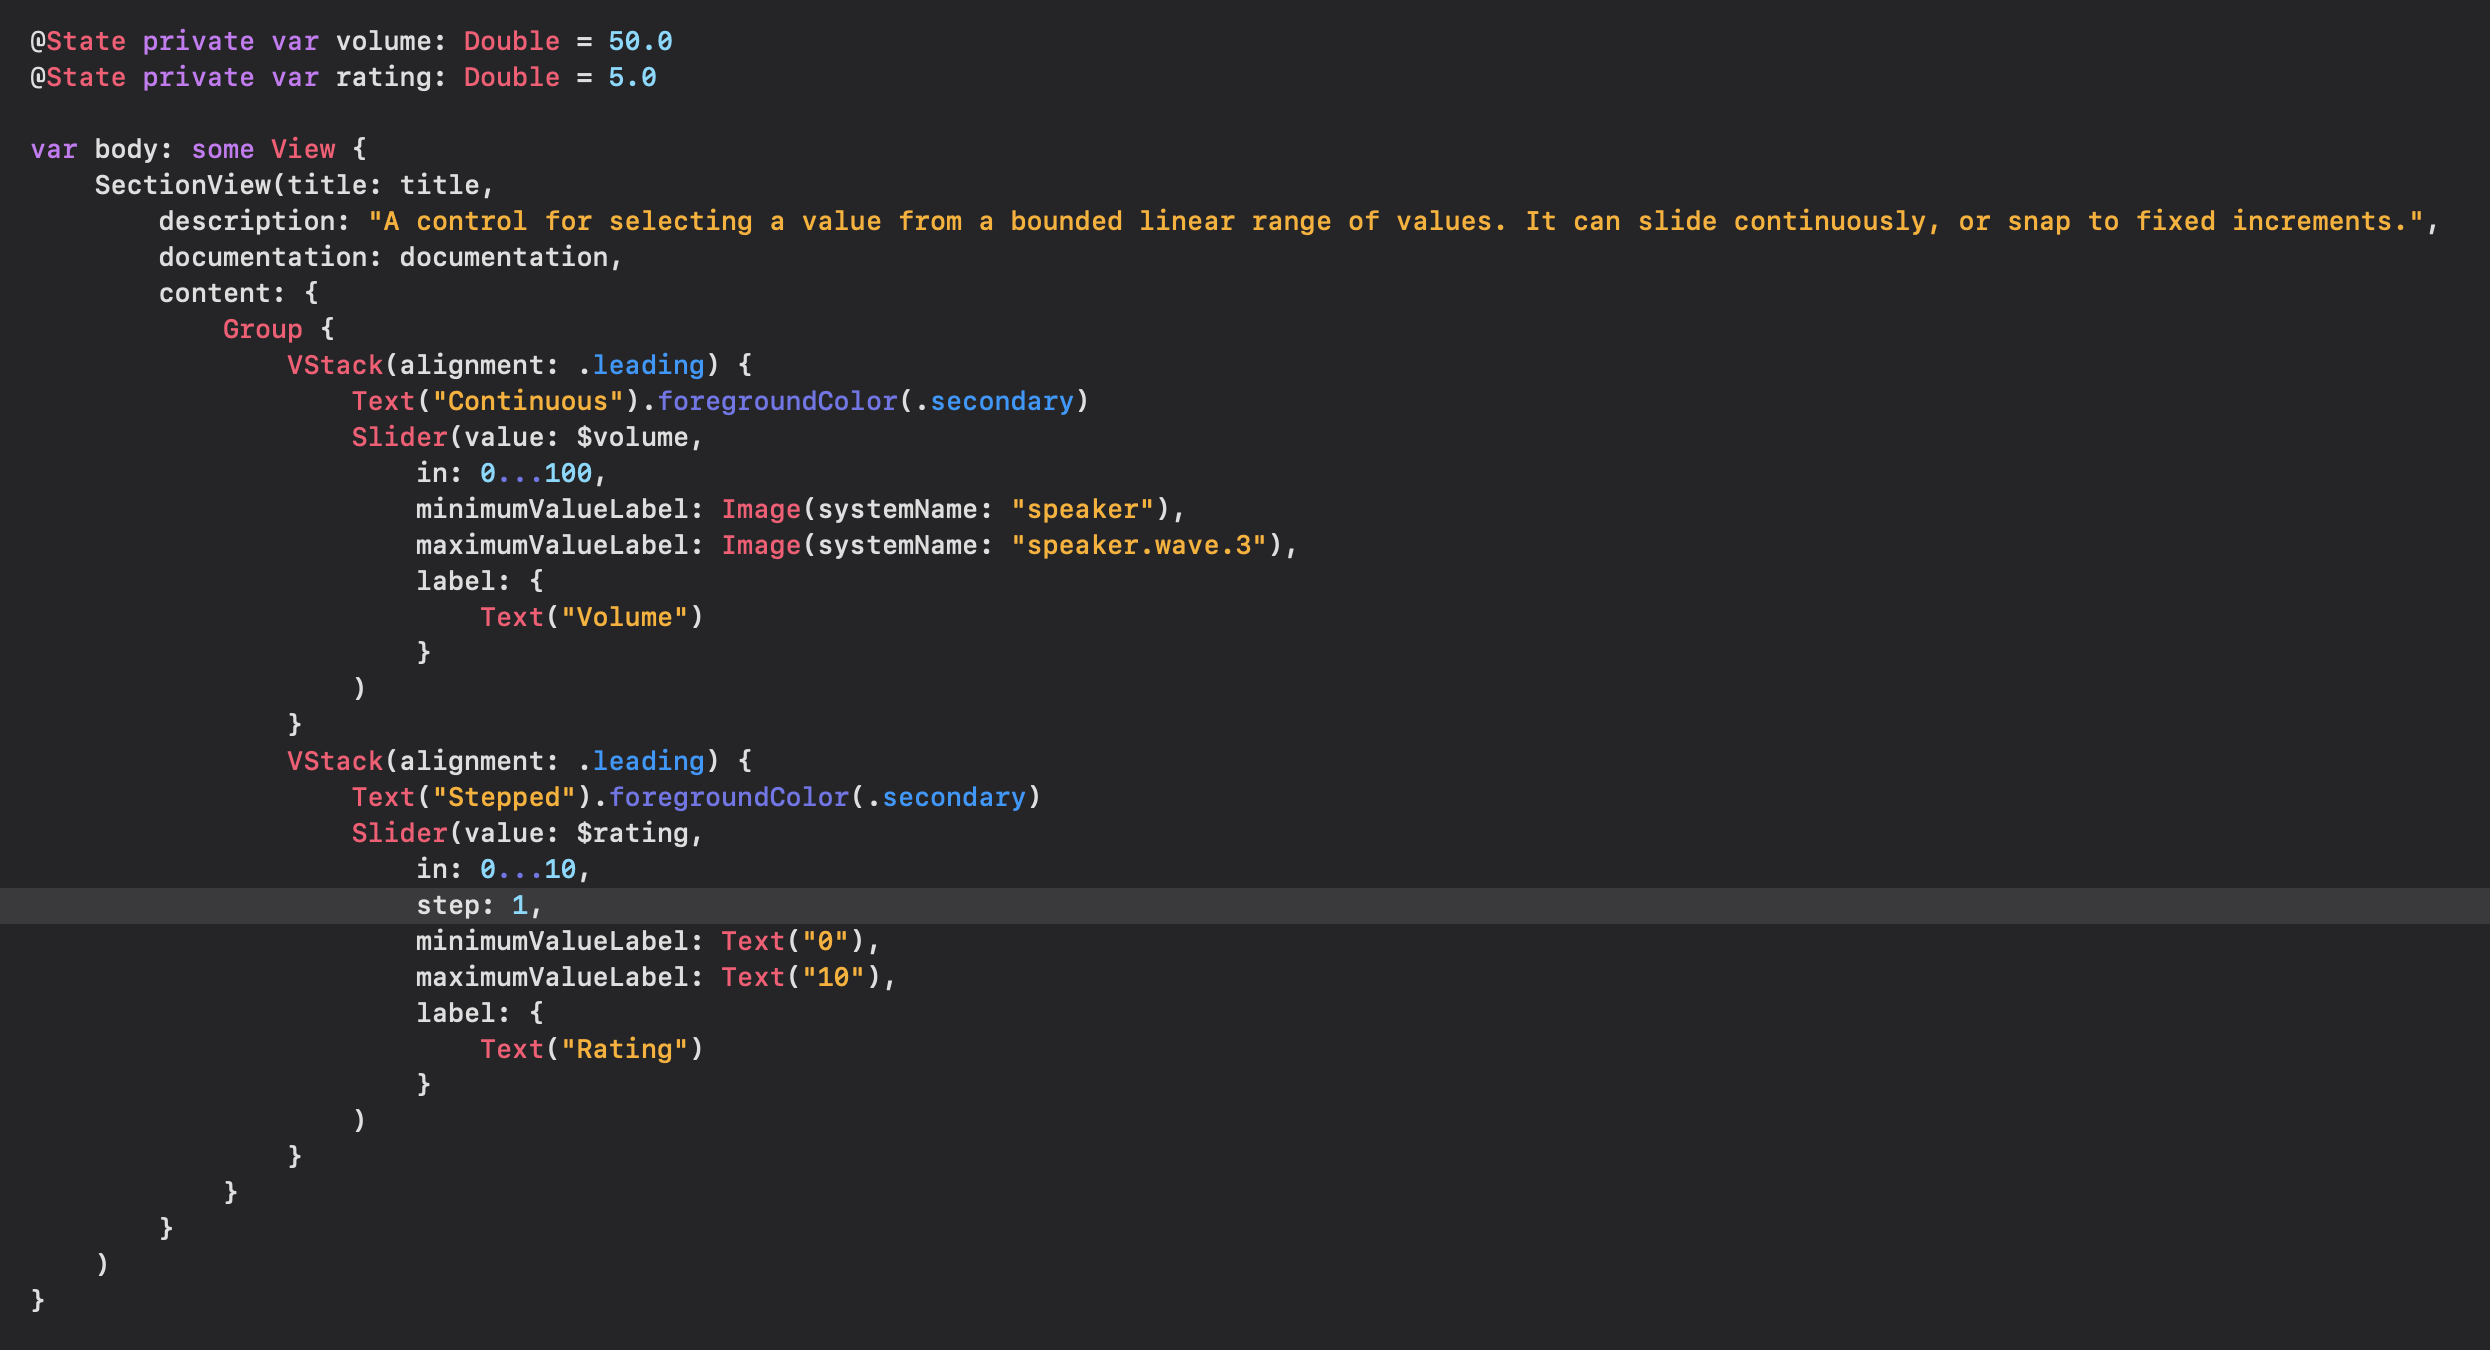 @State private var volume: Double = 50.0
@State private var rating: Double = 5.0

var body: some View {
    SectionView(title: title,
        description: "A control for selecting a value from a bounded linear range of values. It can slide continuously, or snap to fixed increments.",
        documentation: documentation,
        content: {
            Group {
                VStack(alignment: .leading) {
                    Text("Continuous").foregroundColor(.secondary)
                    Slider(value: $volume,
                        in: 0...100,
                        minimumValueLabel: Image(systemName: "speaker"),
                        maximumValueLabel: Image(systemName: "speaker.wave.3"),
                        label: {
                            Text("Volume")
                        }
                    )
                }
                VStack(alignment: .leading) {
                    Text("Stepped").foregroundColor(.secondary)
                    Slider(value: $rating,
                        in: 0...10,
                        step: 1,
                        minimumValueLabel: Text("0"),
                        maximumValueLabel: Text("10"),
                        label: {
                            Text("Rating")
                        }
                    )
                }
            }
        }
    )
}